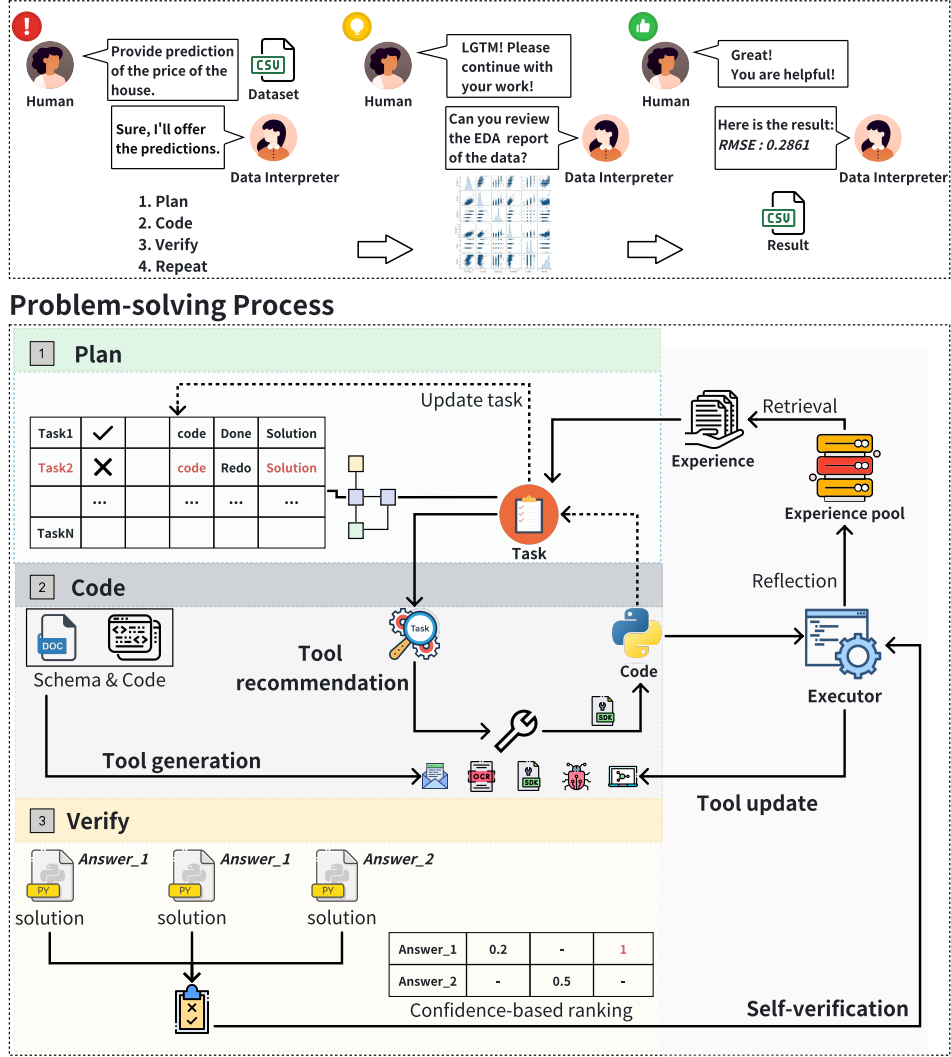 Provide prediction
of the price of the
house.
CSV
Dataset
Human
Sure, I'll offer
the predictions.
Data Interpreter
1. Plan
2. Code
3. Verify
4. Repeat
LGTM! Please
continue with
your work!
Human
Can you review
the EDA report
of the data?
Data Interpreter
Great!
You are helpful!
Human
Here is the result:
RMSE : 0.2861
Data Interpreter
CSV
Result
Problem-solving Process
1 Plan
Update task
Task1 code Done Solution
Task2 code Redo Solution
... ... ... ...
TaskN
Task
Retrieval
Experience
Experience pool
Reflection
Executor
2 Code
DOC
Schema & Code
Task
Tool
recommendation
Code
SDK
Tool generation
OCR
SDK
Tool update
3 Verify
Answer_1 Answer_1 Answer_2
PY PY PY
solution solution solution
Answer_1 0.2 - 1
Answer_2 - 0.5 -
Confidence-based ranking
Self-verification